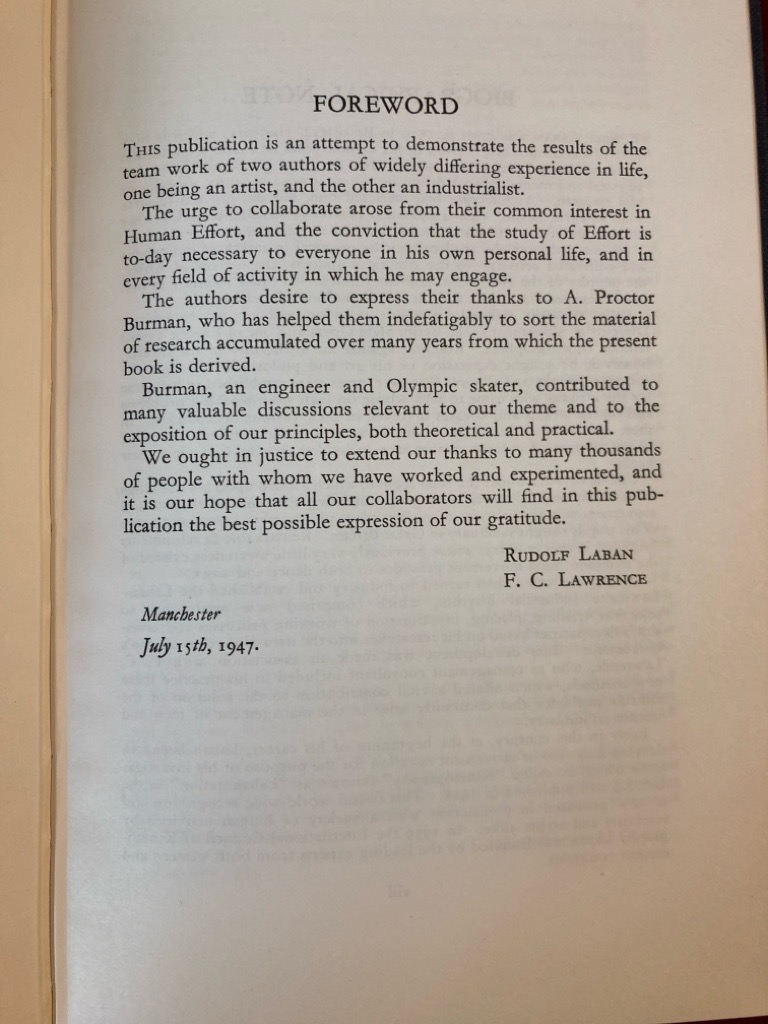 FOREWORD
THIS publication is an attempt to demonstrate the results of the
team work of two authors of widely differing experience in life,
one being an artist, and the other an industrialist.
The urge to collaborate arose from their common interest in
Human Effort, and the conviction that the study of Effort is
to-day necessary to everyone in his own personal life, and in
every field of activity in which he may engage.
The authors desire to express their thanks to A. Proctor
Burman, who has helped them indefatigably to sort the material
of research accumulated over many years from which the present
book is derived.
Burman, an engineer and Olympic skater, contributed to
many valuable discussions relevant to our theme and to the
exposition of our principles, both theoretical and practical.
We ought in justice to extend our thanks to many thousands
of people with whom we have worked and experimented, and
it is our hope that all our collaborators will find in this pub-
lication the best possible expression of our gratitude.
RUDOLF LABAN
F. C. LAWRENCE
Manchester
July 15th, 1947.